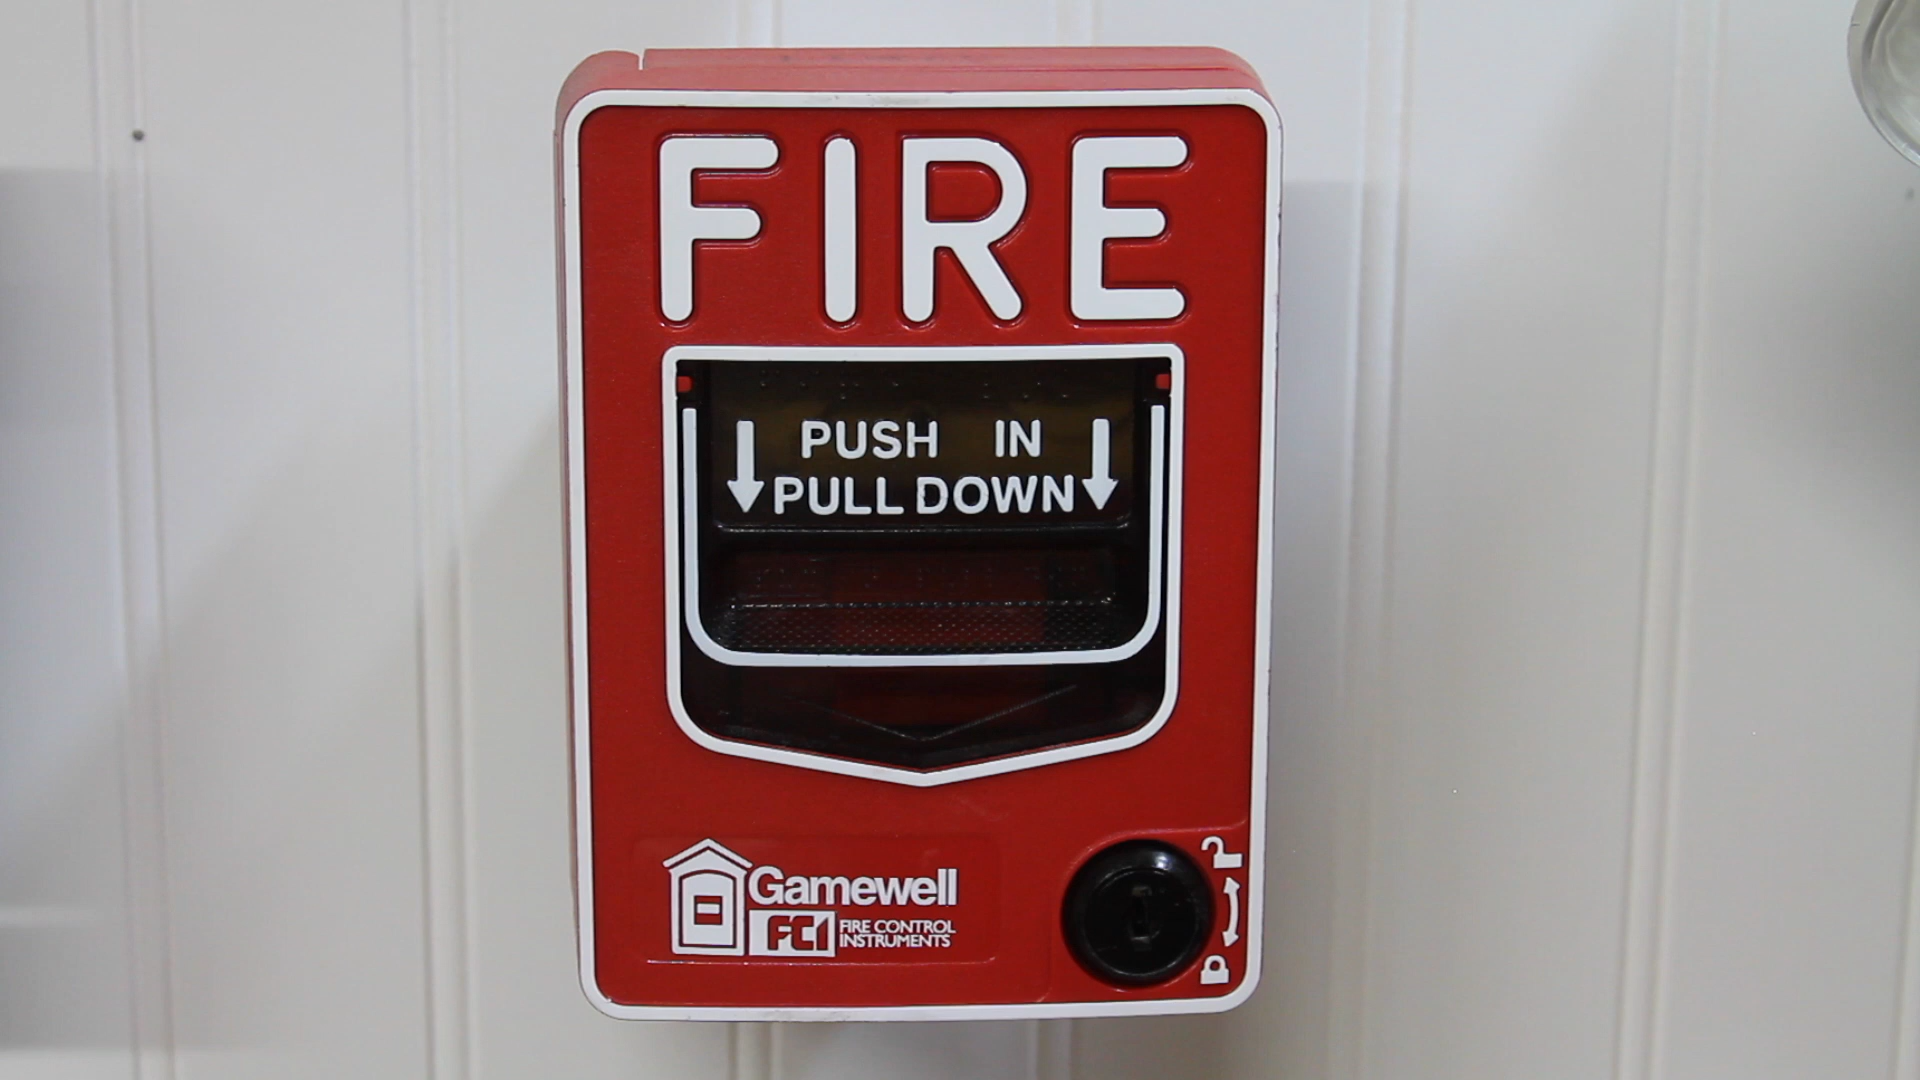 FIRE
PUSH IN
PULL DOWN
Gamewell
FCI FIRE CONTROL
INSTRUMENTS